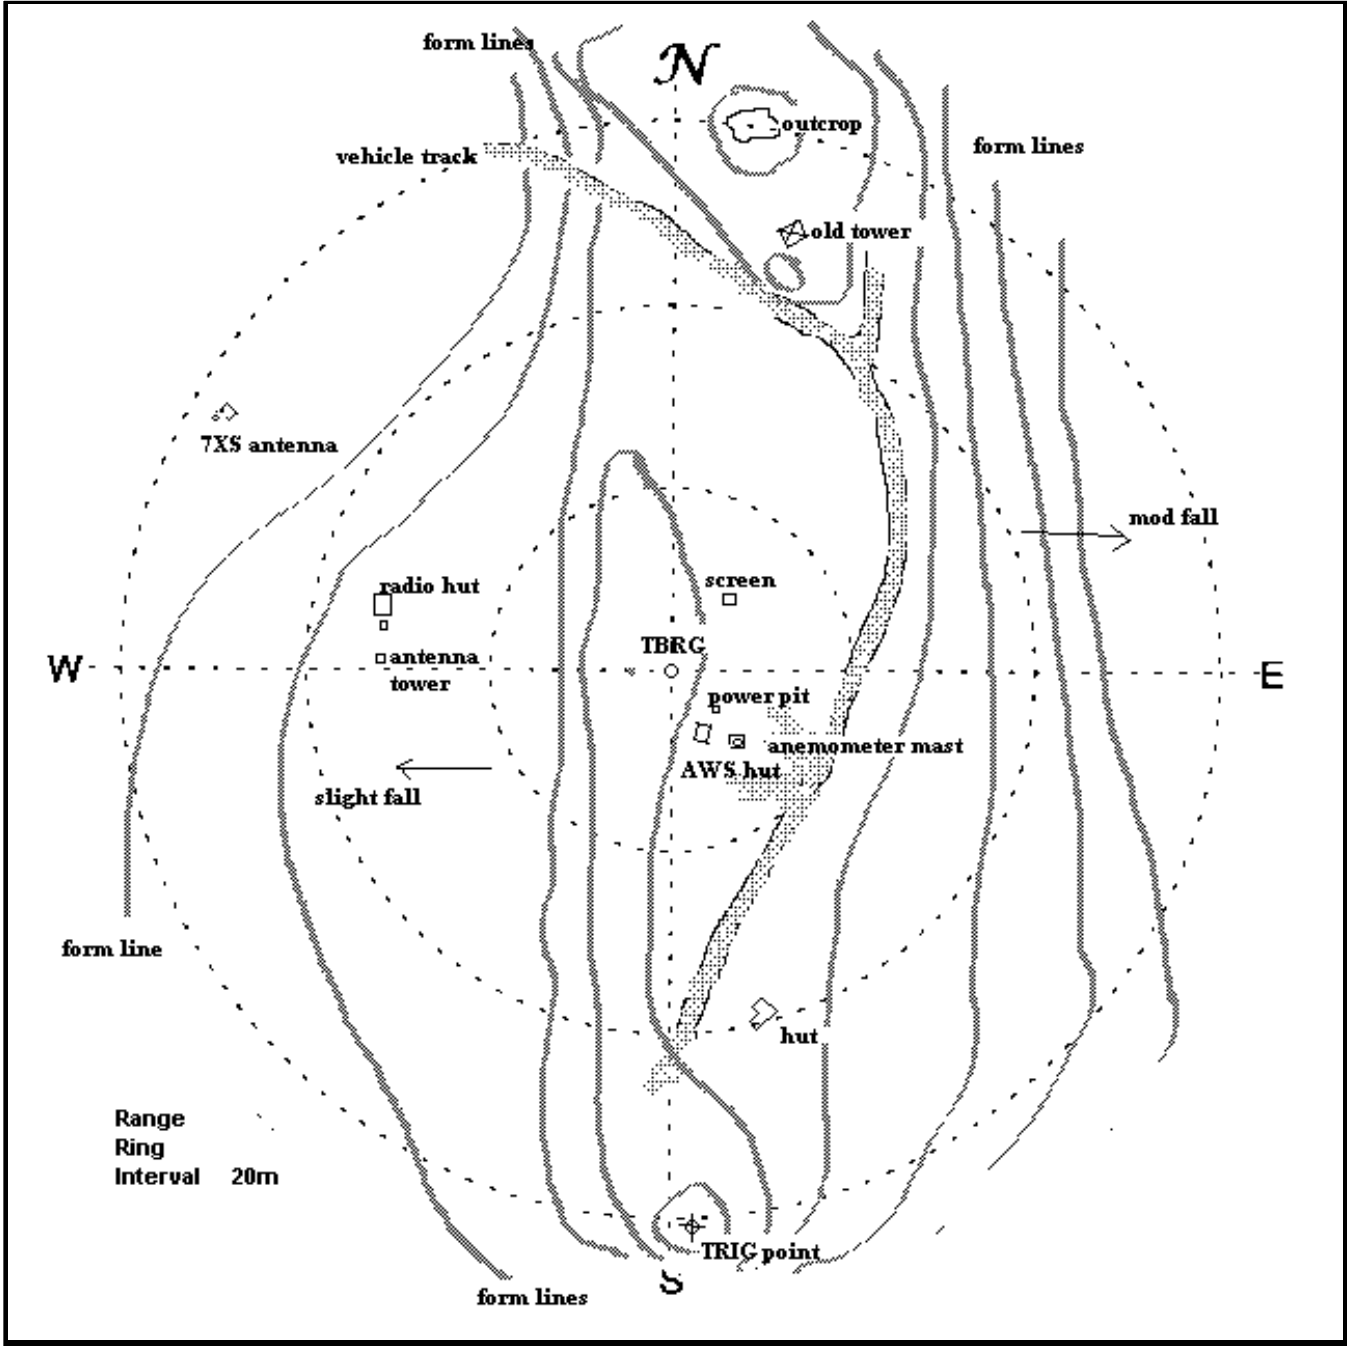 form lines
N
outcrop
form lines
vehicle track
old tower
7XS antenna
mod fall
radio hut
screen
TBRG
W
antenna
tower
E
power pit
anemometer mast
AWS hut
slight fall
form line
hut
Range
Ring
Interval 20m
TRIG point
S
form lines